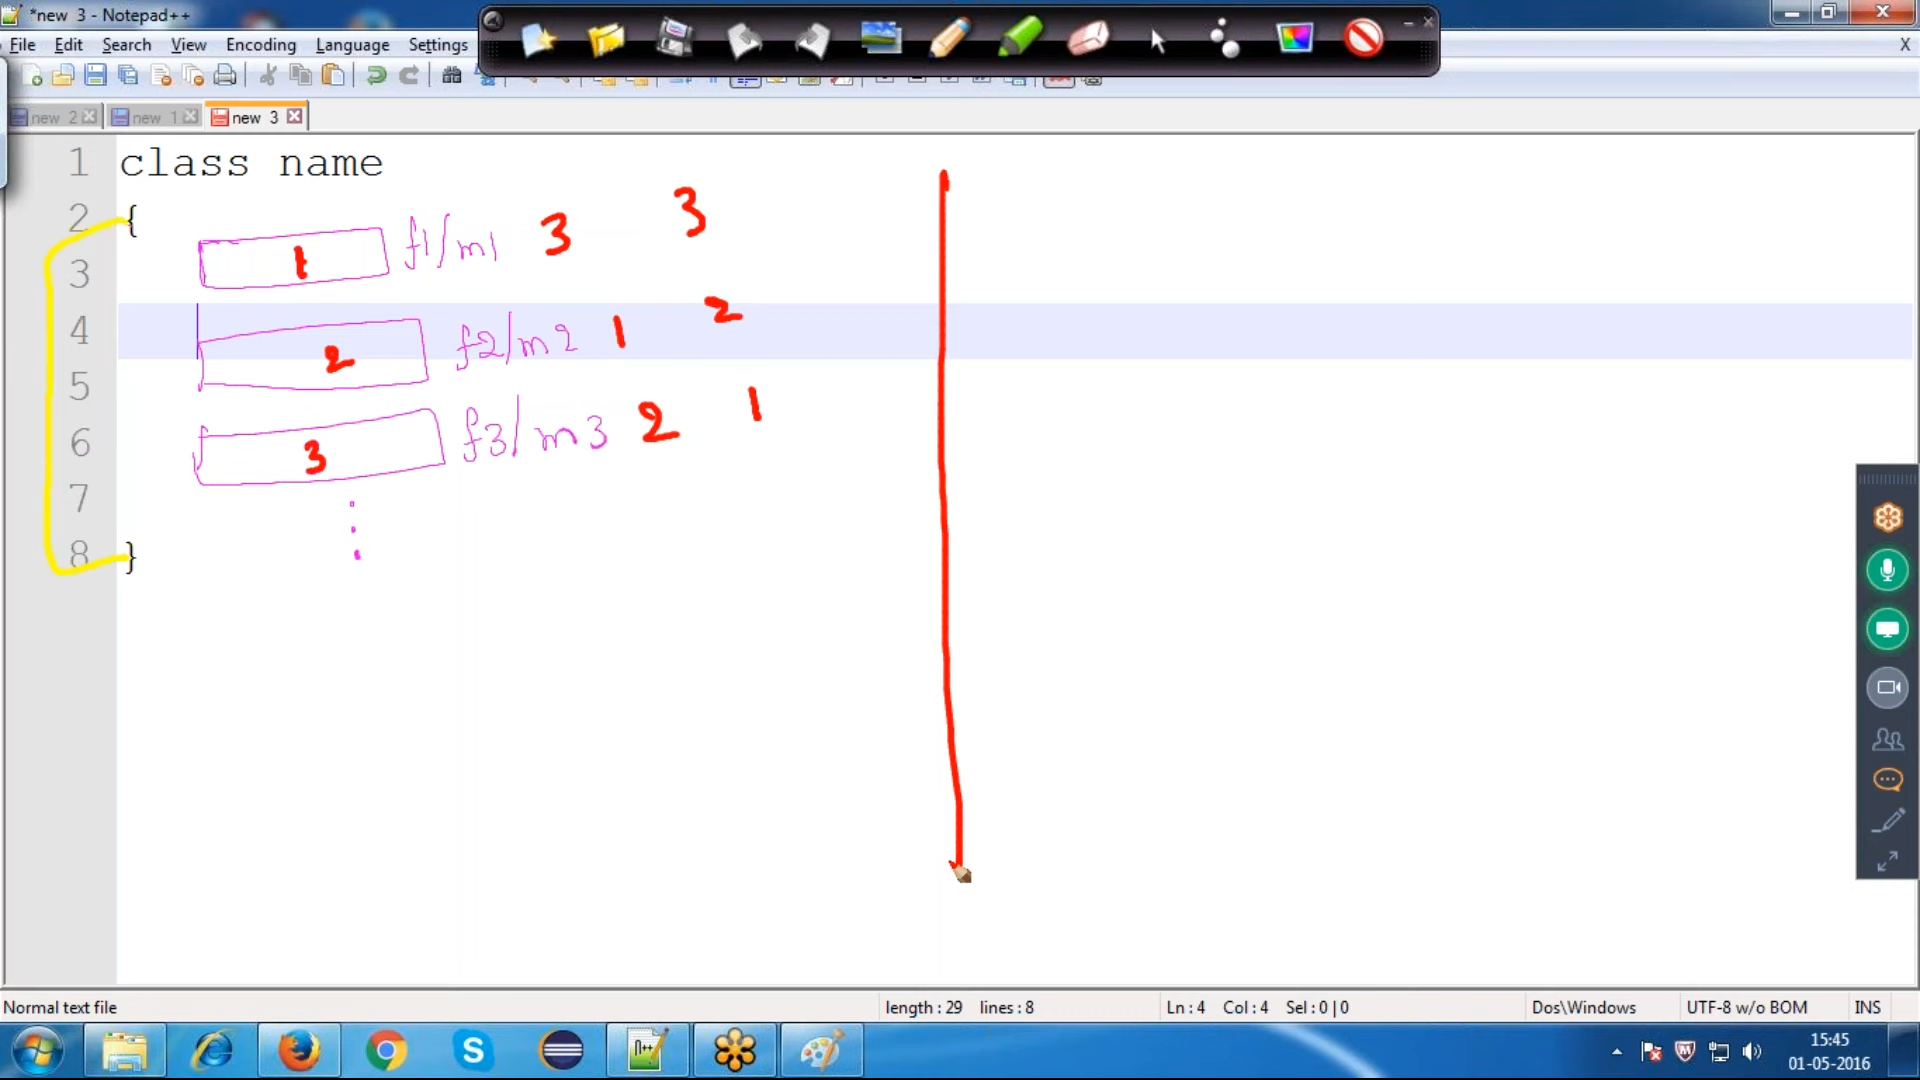 *new 3 - Notepad++
File Edit Search View Encoding Language Settings
X
new 2 new 1 new 3
1 class name
2 {
3 1 f1/m1 3 3
4 2 f2/m2 1 2
5
6 3 f3/m3 2 1
7
8 }
Normal text file length : 29 lines : 8 Ln : 4 Col : 4 Sel : 0 | 0 Dos\Windows UTF-8 w/o BOM INS
15:45
01-05-2016